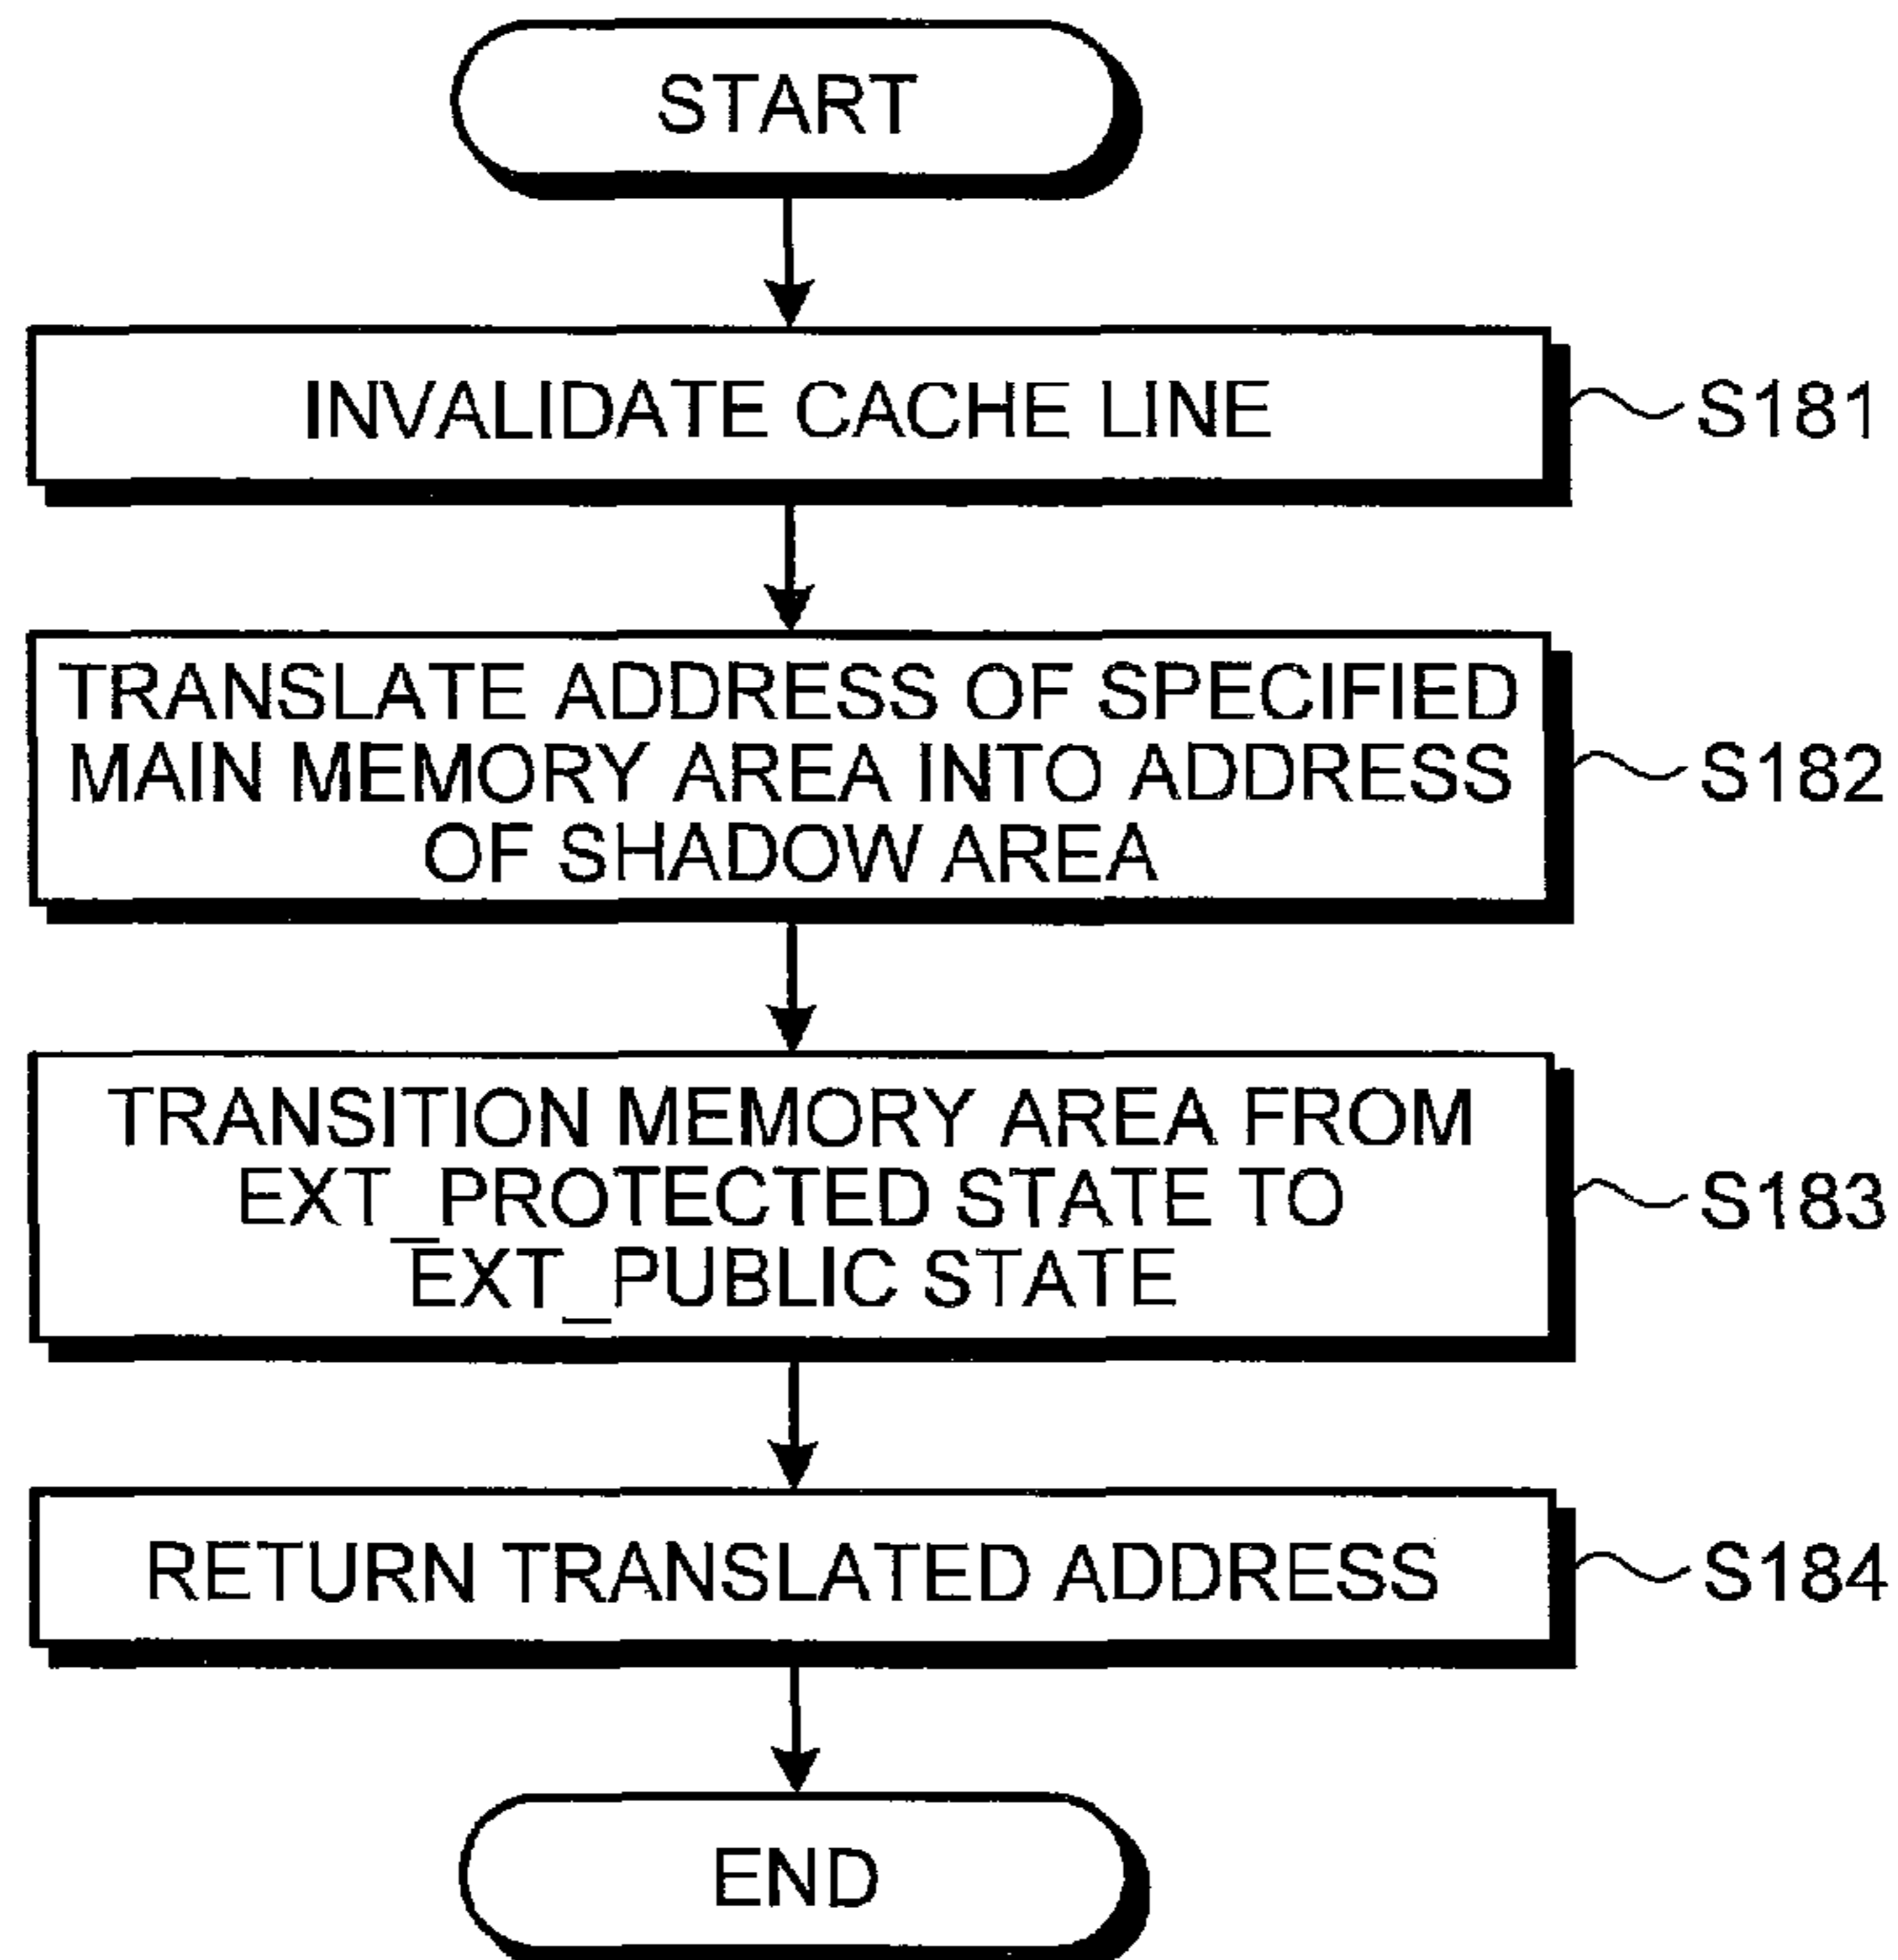 START
INVALIDATE CACHE LINE
S181
TRANSLATE ADDRESS OF SPECIFIED
MAIN MEMORY AREA INTO ADDRESS
OF SHADOW AREA
S182
TRANSITION MEMORY AREA FROM
EXT_PROTECTED STATE TO
EXT_PUBLIC STATE
S183
RETURN TRANSLATED ADDRESS
S184
END